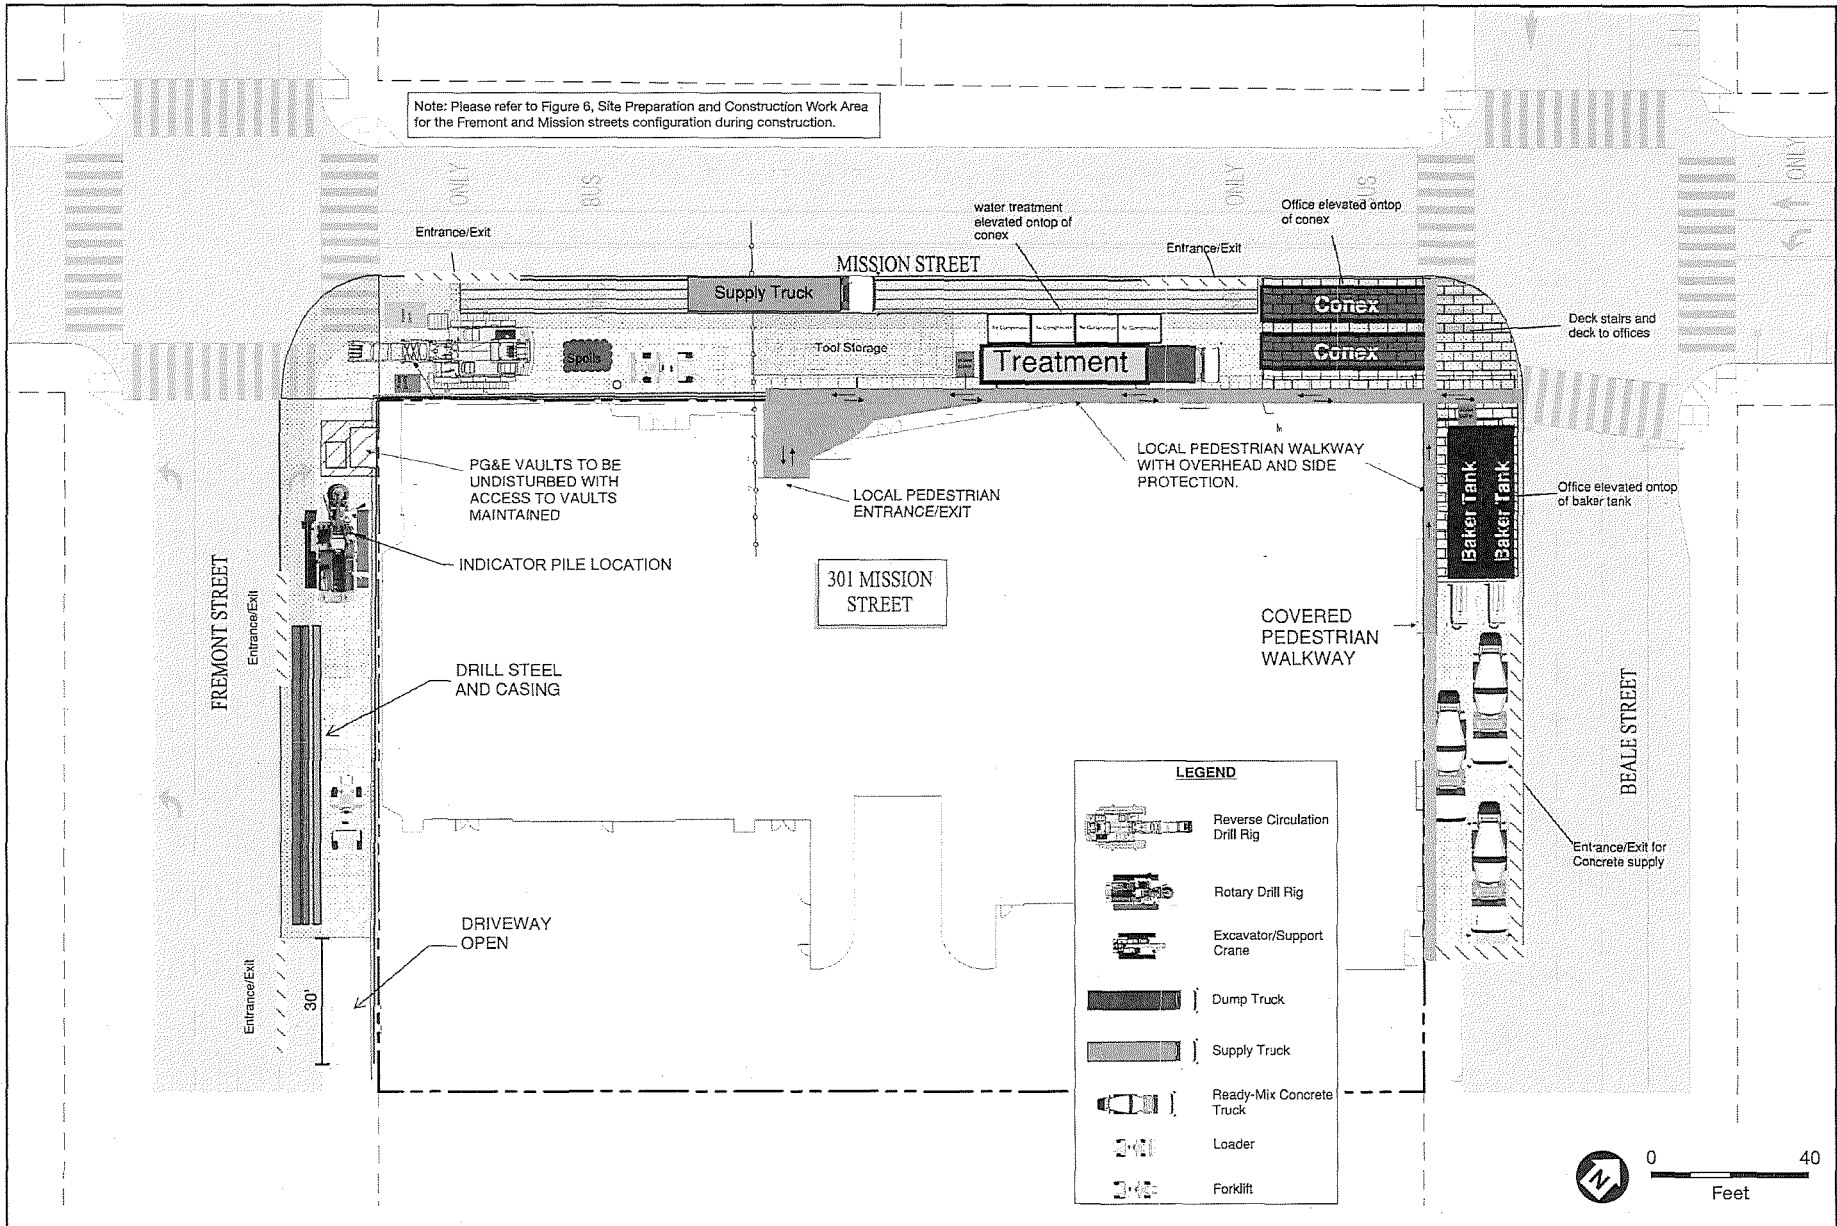 Note: Please refer to Figure 6, Site Preparation and Construction Work Area
for the Fremont and Mission streets configuration during construction.
ONLY
BUS
ONLY
BUS
ONLY
Entrance/Exit
water treatment
elevated ontop of
conex
Entrance/Exit
Office elevated ontop
of conex
MISSION STREET
Supply Truck
Conex
Conex
Deck stairs and
deck to offices
Spoils
Tool Storage
Treatment
PG&E VAULTS TO BE
UNDISTURBED WITH
ACCESS TO VAULTS
MAINTAINED
LOCAL PEDESTRIAN
ENTRANCE/EXIT
LOCAL PEDESTRIAN WALKWAY
WITH OVERHEAD AND SIDE
PROTECTION.
Baker Tank
Baker Tank
Office elevated ontop
of baker tank
INDICATOR PILE LOCATION
301 MISSION
STREET
FREMONT STREET
Entrance/Exit
COVERED
PEDESTRIAN
WALKWAY
DRILL STEEL
AND CASING
BEALE STREET
Entrance/Exit for
Concrete supply
DRIVEWAY
OPEN
Entrance/Exit
30'
LEGEND
Reverse Circulation
Drill Rig
Rotary Drill Rig
Excavator/Support
Crane
Dump Truck
Supply Truck
Ready-Mix Concrete
Truck
Loader
Forklift
N
0 40
Feet